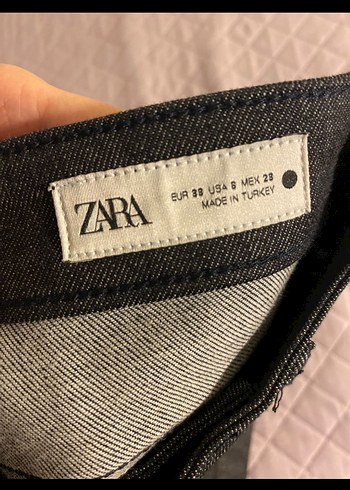 ZARA
EUR 38 USA 6 MEX 28
MADE IN TURKEY